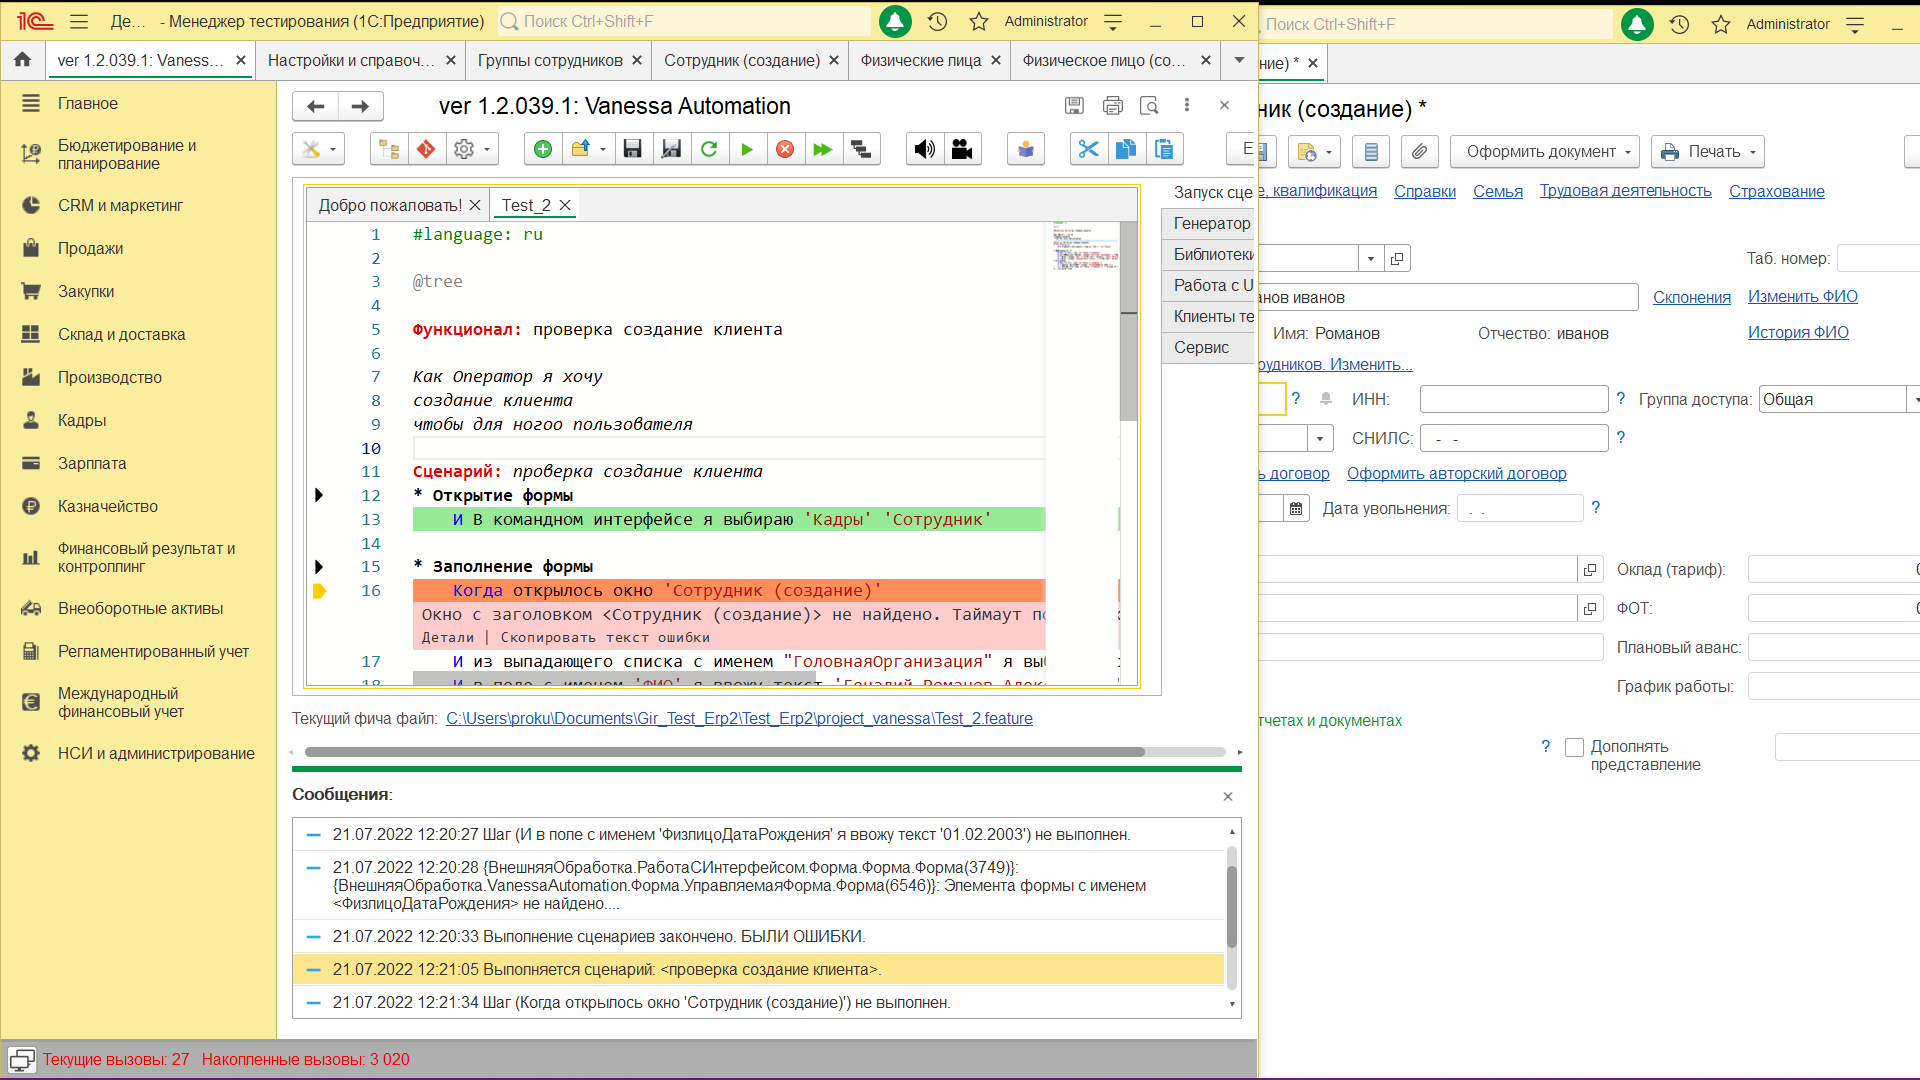 Де... - Менеджер тестирования (1С:Предприятие)
Поиск Ctrl+Shift+F
Administrator
Поиск Ctrl+Shift+F
Administrator
ver 1.2.039.1: Vaness...
Настройки и справоч...
Группы сотрудников
Сотрудник (создание)
Физические лица
Физическое лицо (со...
ние) *
Главное
Бюджетирование и
планирование
CRM и маркетинг
Продажи
Закупки
Склад и доставка
Производство
Кадры
Зарплата
Казначейство
Финансовый результат и
контроллинг
Внеоборотные активы
Регламентированный учет
Международный
финансовый учет
НСИ и администрирование
ver 1.2.039.1: Vanessa Automation
Добро пожаловать!
Test_2
1 #language: ru
2
3 @tree
4
5 Функционал: проверка создание клиента
6
7 Как Оператор я хочу
8 создание клиента
9 чтобы для ногоо пользователя
10
11 Сценарий: проверка создание клиента
12 * Открытие формы
13 И В командном интерфейсе я выбираю 'Кадры' 'Сотрудник'
14
15 * Заполнение формы
16 Когда открылось окно 'Сотрудник (создание)'
Окно с заголовком <Сотрудник (создание)> не найдено. Таймаут по
Детали | Скопировать текст ошибки
17 И из выпадающего списка с именем "ГоловнаяОрганизация" я вы
18 И в поле с именем 'ФИО' я ввожу текст
Запуск сце
Генератор
Библиотеки
Работа с U
Клиенты те
Сервис
Текущий фича файл: C:\Users\proku\Documents\Gir_Test_Erp2\Test_Erp2\project_vanessa\Test_2.feature
Сообщения:
21.07.2022 12:20:27 Шаг (И в поле с именем 'ФизлицоДатаРождения' я ввожу текст '01.02.2003') не выполнен.
21.07.2022 12:20:28 {ВнешняяОбработка.РаботаСИнтерфейсом.Форма.Форма.Форма(3749)}:
{ВнешняяОбработка.VanessaAutomation.Форма.УправляемаяФорма.Форма(6546)}: Элемента формы с именем
<ФизлицоДатаРождения> не найдено....
21.07.2022 12:20:33 Выполнение сценариев закончено. БЫЛИ ОШИБКИ.
21.07.2022 12:21:05 Выполняется сценарий: <проверка создание клиента>.
21.07.2022 12:21:34 Шаг (Когда открылось окно 'Сотрудник (создание)') не выполнен.
Текущие вызовы: 27 Накопленные вызовы: 3 020
ник (создание) *
Е
Оформить документ
Печать
е, квалификация Справки Семья Трудовая деятельность Страхование
Таб. номер:
анов иванов
Склонения Изменить ФИО
Имя: Романов Отчество: иванов История ФИО
рудников. Изменить...
? ИНН: ? Группа доступа: Общая
СНИЛС: - - ?
ь договор Оформить авторский договор
Дата увольнения: . . ?
Оклад (тариф): 0
ФОТ: 0
Плановый аванс:
График работы:
тчетах и документах
? Дополнять
представление